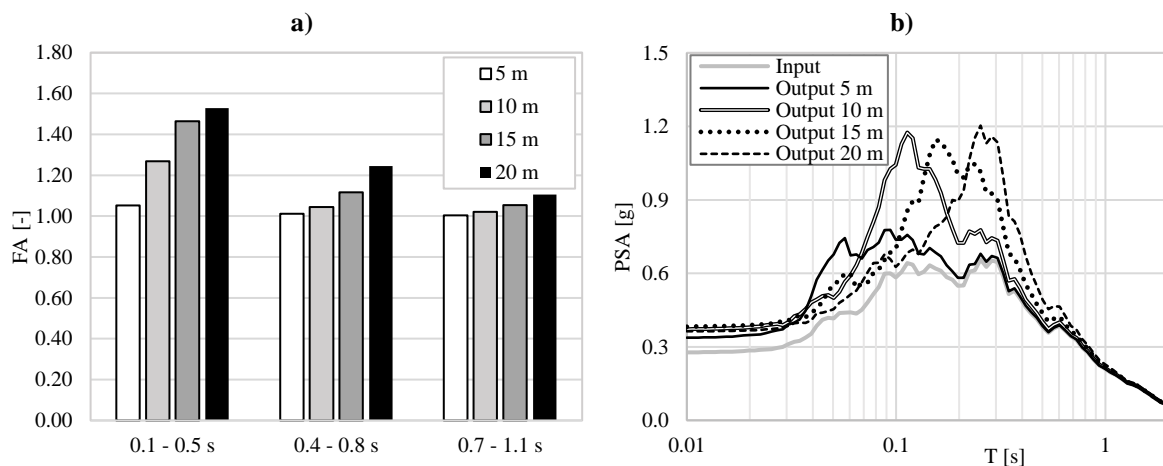 a)
FA [-]
1.80
1.60
1.40
1.20
1.00
0.80
0.60
0.40
0.20
0.00
5 m
10 m
15 m
20 m
0.1 - 0.5 s
0.4 - 0.8 s
0.7 - 1.1 s
b)
PSA [g]
1.5
1.2
0.9
0.6
0.3
0.0
Input
Output 5 m
Output 10 m
Output 15 m
Output 20 m
0.01
0.1
1
T [s]